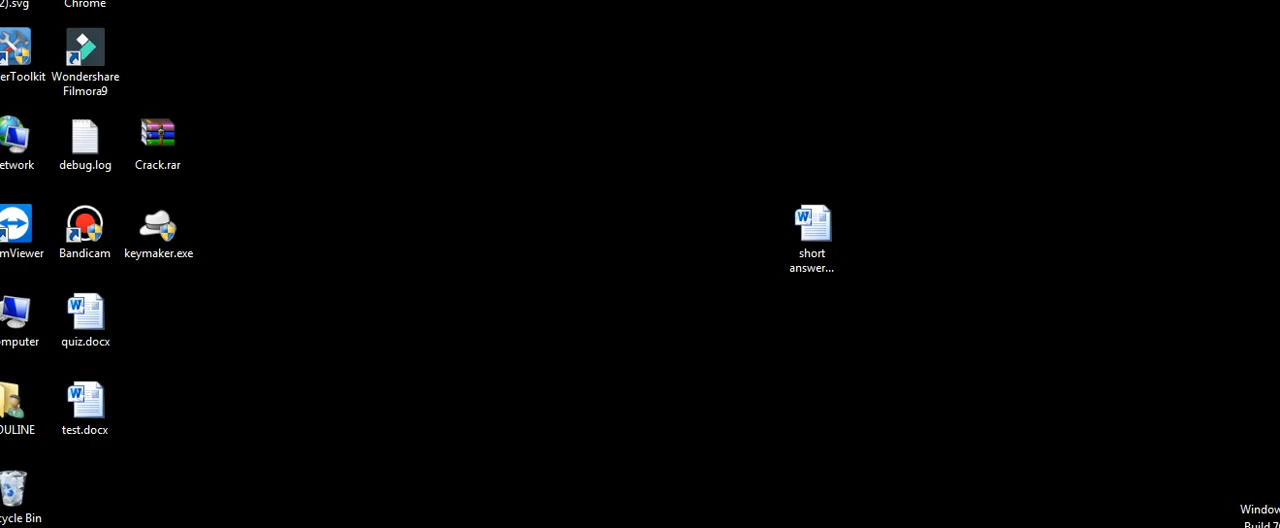 2).svg
Chrome
erToolkit
Wondershare
Filmora9
etwork
debug.log
Crack.rar
mViewer
Bandicam
keymaker.exe
short
answer...
omputer
quiz.docx
OULINE
test.docx
cycle Bin
Window
Build 7